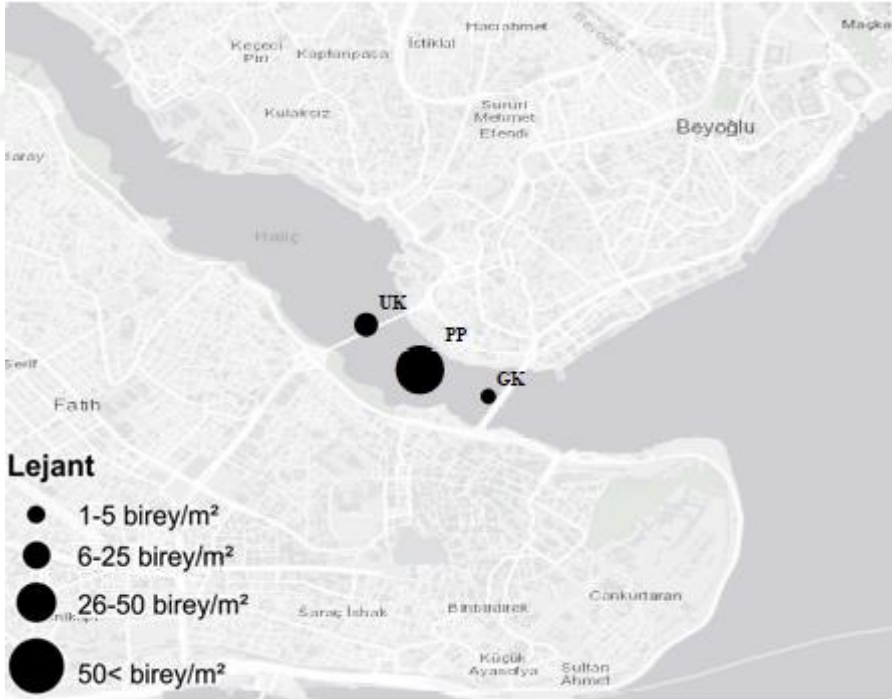 Hacıahmet
Maçka
Keçeci
Piri
Kaptanpaşa
İstiklal
Beyoğlu
Kulaksız
Sururi
Mehmet
Efendi
Beyoğlu
Haliç
UK
PP
GK
Fatih
Lejant
1-5 birey/m²
6-25 birey/m²
26-50 birey/m²
50< birey/m²
Saraç İshak
Binbirdirek
Cankurtaran
Küçük
Ayasofya
Sultan
Ahmet